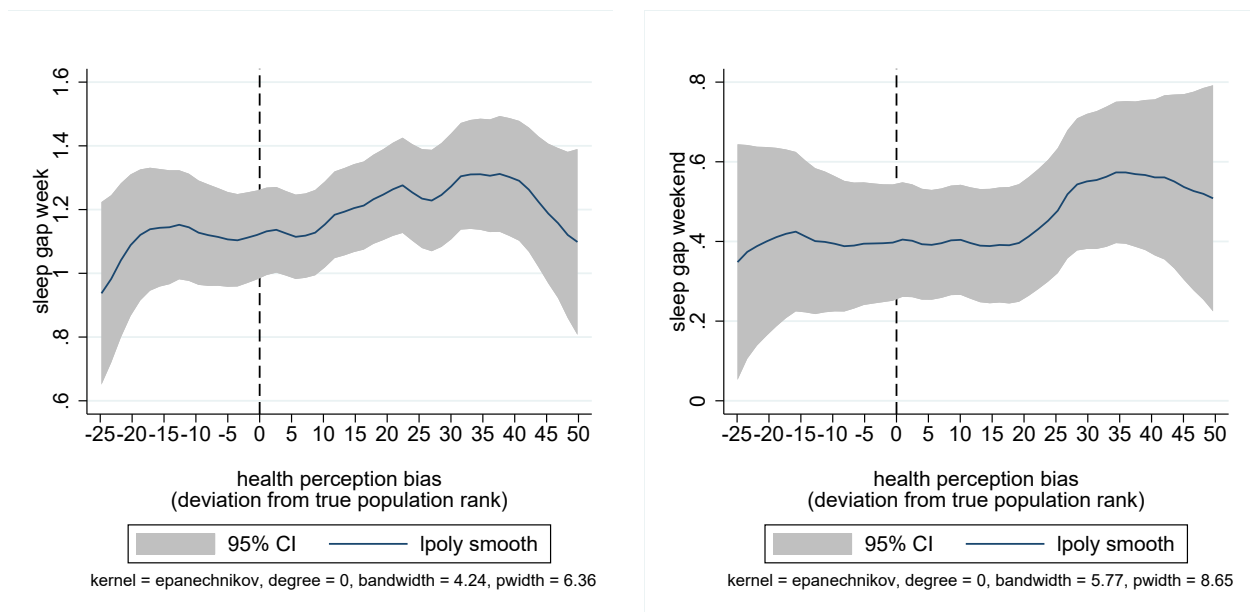 sleep gap week
1.6
1.4
1.2
1
.8
.6
-25 -20 -15 -10 -5 0 5 10 15 20 25 30 35 40 45 50
health perception bias
(deviation from true population rank)
95% CI lpoly smooth
kernel = epanechnikov, degree = 0, bandwidth = 4.24, pwidth = 6.36
sleep gap weekend
.8
.6
.4
.2
0
-25 -20 -15 -10 -5 0 5 10 15 20 25 30 35 40 45 50
health perception bias
(deviation from true population rank)
95% CI lpoly smooth
kernel = epanechnikov, degree = 0, bandwidth = 5.77, pwidth = 8.65